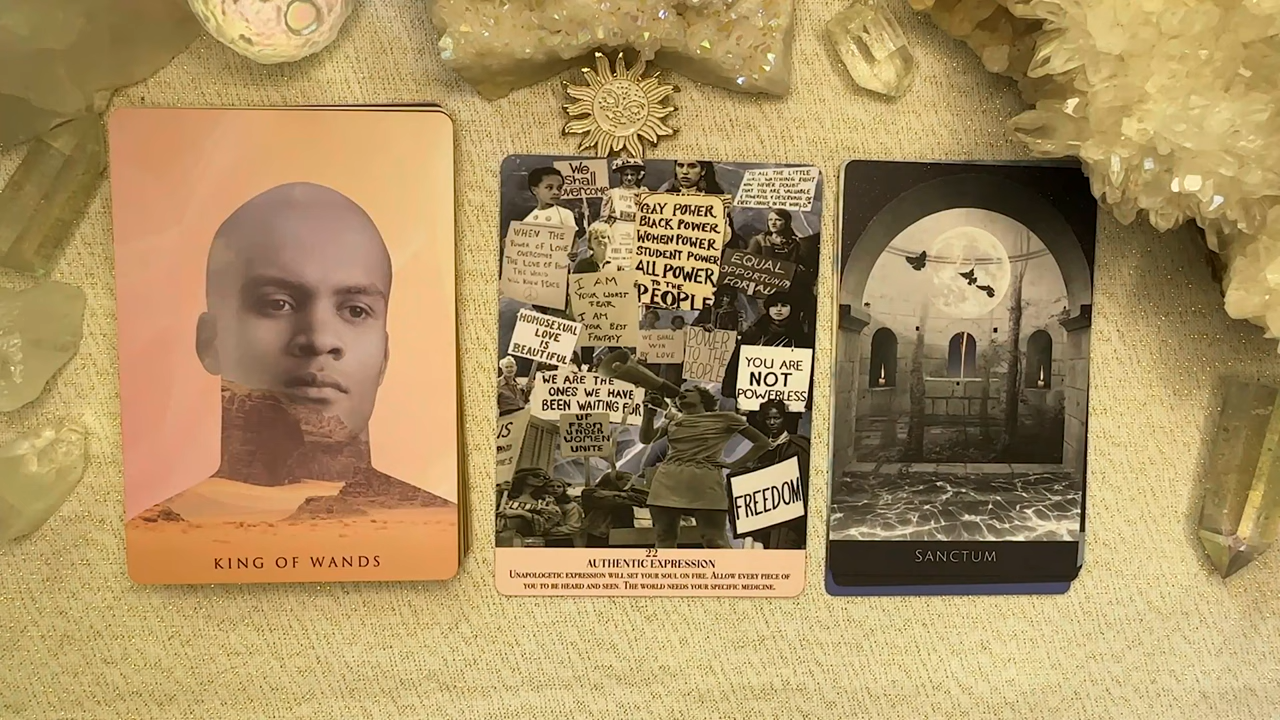 KING OF WANDS
We
Shall
Overcome
"TO ALL THE LITTLE
GIRLS WATCHING RIGHT
NOW NEVER DOUBT
THAT YOU ARE VALUABLE
& POWERFUL & DESERVING OF
EVERY CHANCE IN THE WORLD"
GAY POWER
BLACK POWER
WOMEN POWER
STUDENT POWER
ALL POWER
TO THE
PEOPLE
WHEN THE
POWER OF LOVE
OVERCOMES
THE LOVE OF
THE WORLD
WILL KNOW PEACE
EQUAL
OPPORTUNITY
FOR ALL
I AM
YOUR WORST
FEAR
I AM
YOUR BEST
FANTASY
HOMOSEXUAL
LOVE
IS
BEAUTIFUL
WE SHALL
WIN
BY LOVE
POWER
TO THE
PEOPLE
YOU ARE
NOT
POWERLESS
WE ARE THE
ONES WE HAVE
BEEN WAITING FOR
UP
FROM
UNDER
WOMEN
UNITE
FREEDOM
22
AUTHENTIC EXPRESSION
UNAPOLOGETIC EXPRESSION WILL SET YOUR SOUL ON FIRE. ALLOW EVERY PIECE OF
YOU TO BE HEARD AND SEEN. THE WORLD NEEDS YOUR SPECIFIC MEDICINE.
SANCTUM